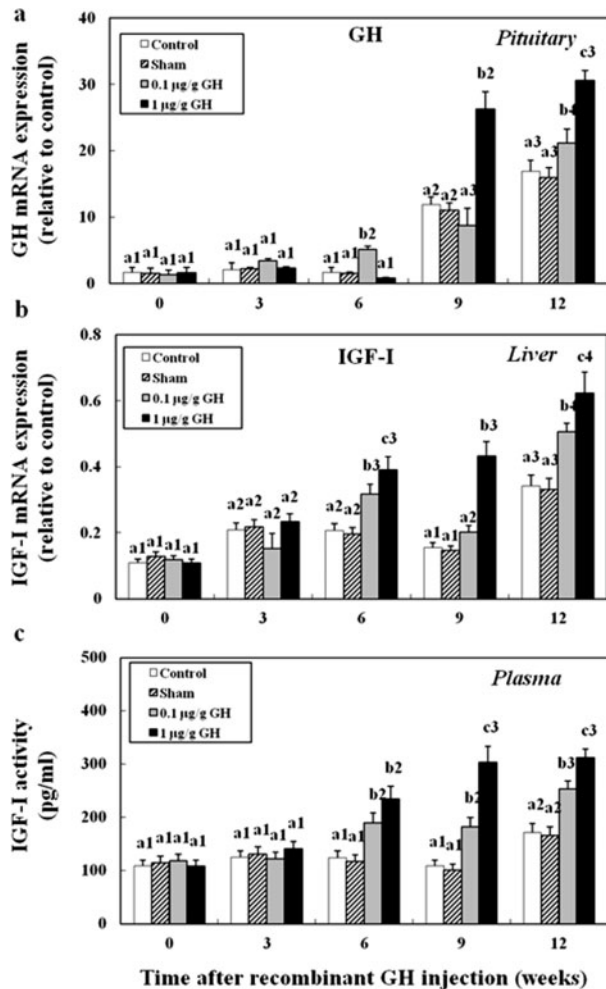 a
GH mRNA expression
(relative to control)
40
30
20
10
0
Control
Sham
0.1 µg/g GH
1 µg/g GH
GH
Pituitary
a1 a1 a1 a1
a1 a1 a1 a1
a1 a1 b2 a1
a2 a2 a3 b2
a3 a3 b4 c3
0 3 6 9 12
b
IGF-I mRNA expression
(relative to control)
0.8
0.6
0.4
0.2
0
Control
Sham
0.1 µg/g GH
1 µg/g GH
IGF-I
Liver
a1 a1 a1 a1
a2 a2 a2 a2
a2 a2 b3 c3
a1 a1 a2 b3
a3 a3 b4 c4
0 3 6 9 12
c
IGF-I activity
(pg/ml)
500
400
300
200
100
0
Control
Sham
0.1 µg/g GH
1 µg/g GH
Plasma
a1 a1 a1 a1
a1 a1 a1 a1
a1 a1 b2 b2
a1 a1 b2 c3
a2 a2 b3 c3
0 3 6 9 12
Time after recombinant GH injection (weeks)